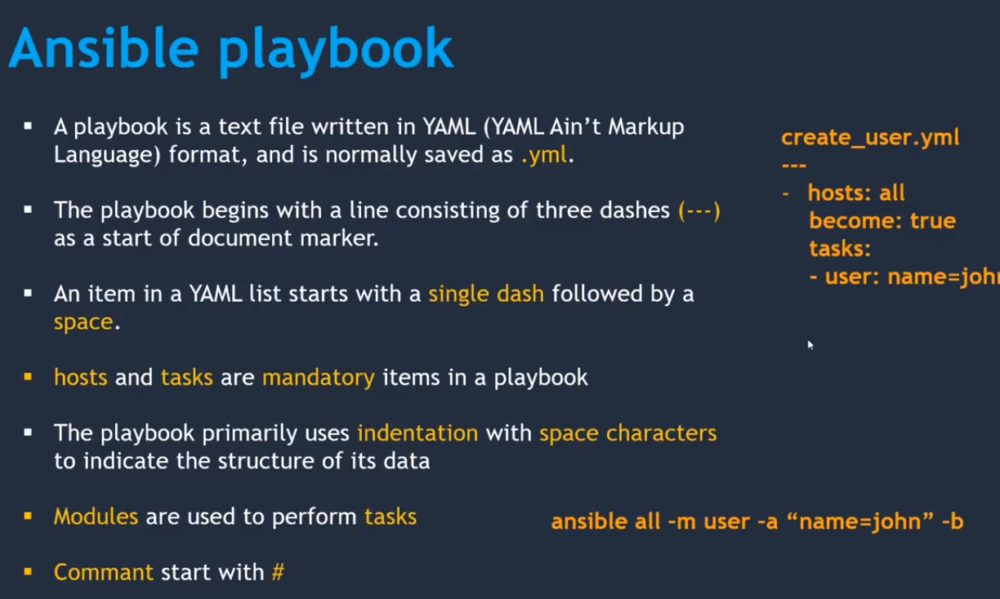 Ansible playbook
▪ A playbook is a text file written in YAML (YAML Ain't Markup
Language) format, and is normally saved as .yml.
▪ The playbook begins with a line consisting of three dashes (---)
as a start of document marker.
▪ An item in a YAML list starts with a single dash followed by a
space.
▪ hosts and tasks are mandatory items in a playbook
▪ The playbook primarily uses indentation with space characters
to indicate the structure of its data
▪ Modules are used to perform tasks
▪ Commant start with #
create_user.yml
---
- hosts: all
become: true
tasks:
- user:
ansible all –m user –a “name=john” -b